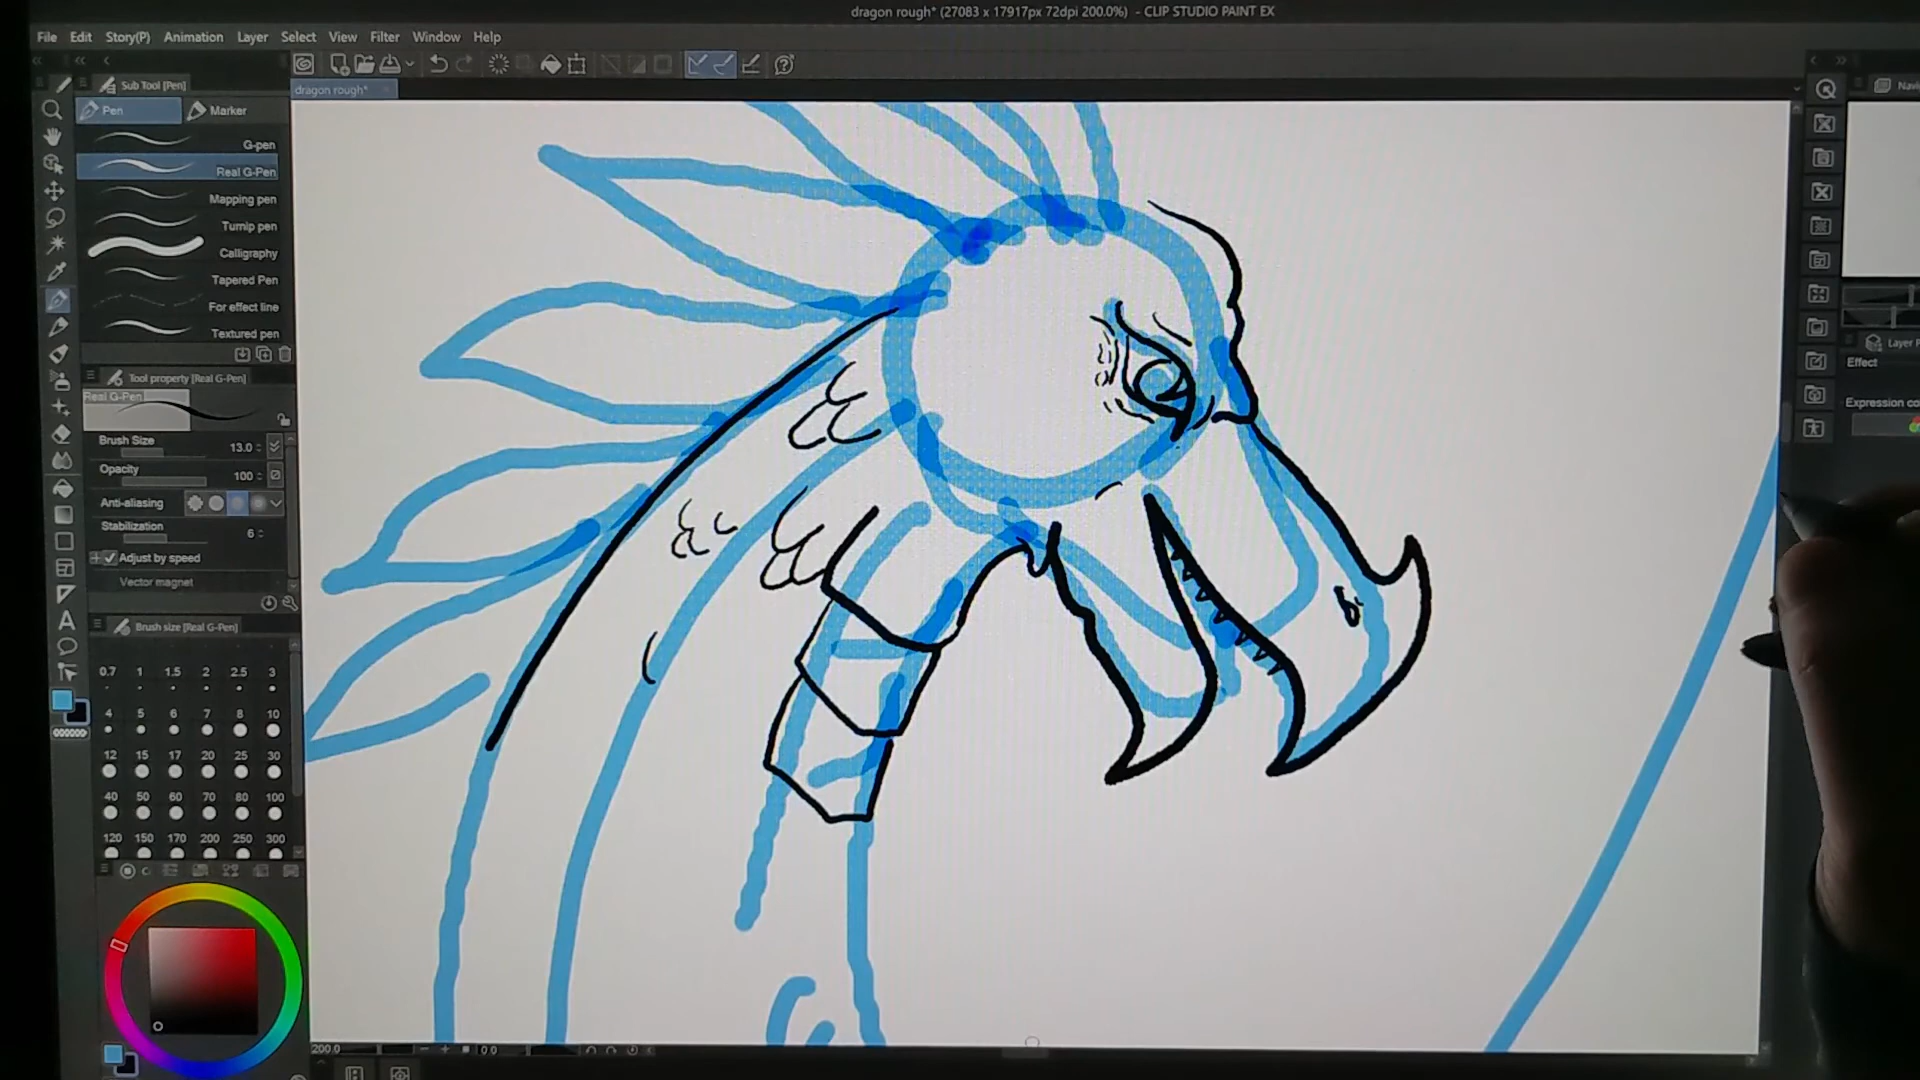 dragon rough* (27083 x 17917px 72dpi 200.0%) - CLIP STUDIO PAINT EX
File Edit Story(P) Animation Layer Select View Filter Window Help
Sub Tool [Pen]
dragon rough*
Navi
Pen Marker
G-pen
Real G-Pen
Mapping pen
Turnip pen
Calligraphy
Tapered Pen
For effect line
Textured pen
Tool property [Real G-Pen]
Real G-Pen
Brush Size 13.0
Opacity 100
Anti-aliasing
Stabilization 6
Adjust by speed
Vector magnet
Brush size [Real G-Pen]
0.7 1 1.5 2 2.5 3
4 5 6 7 8 10
12 15 17 20 25 30
40 50 60 70 80 100
120 150 170 200 250 300
Layer P
Effect
Expression co
200.0 0.0